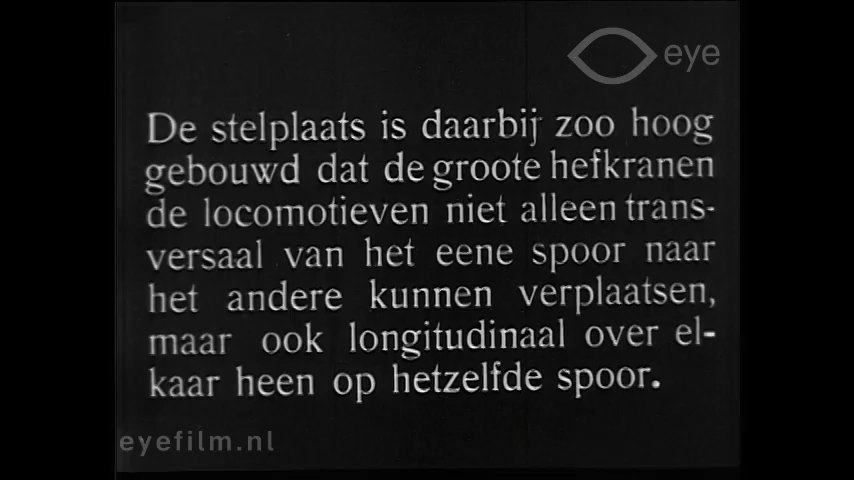 eye
De stelplaats is daarbij zoo hoog
gebouwd dat de groote hefkranen
de locomotieven niet alleen trans-
versaal van het eene spoor naar
het andere kunnen verplaatsen,
maar ook longitudinaal over el-
kaar heen op hetzelfde spoor.
eyefilm.nl